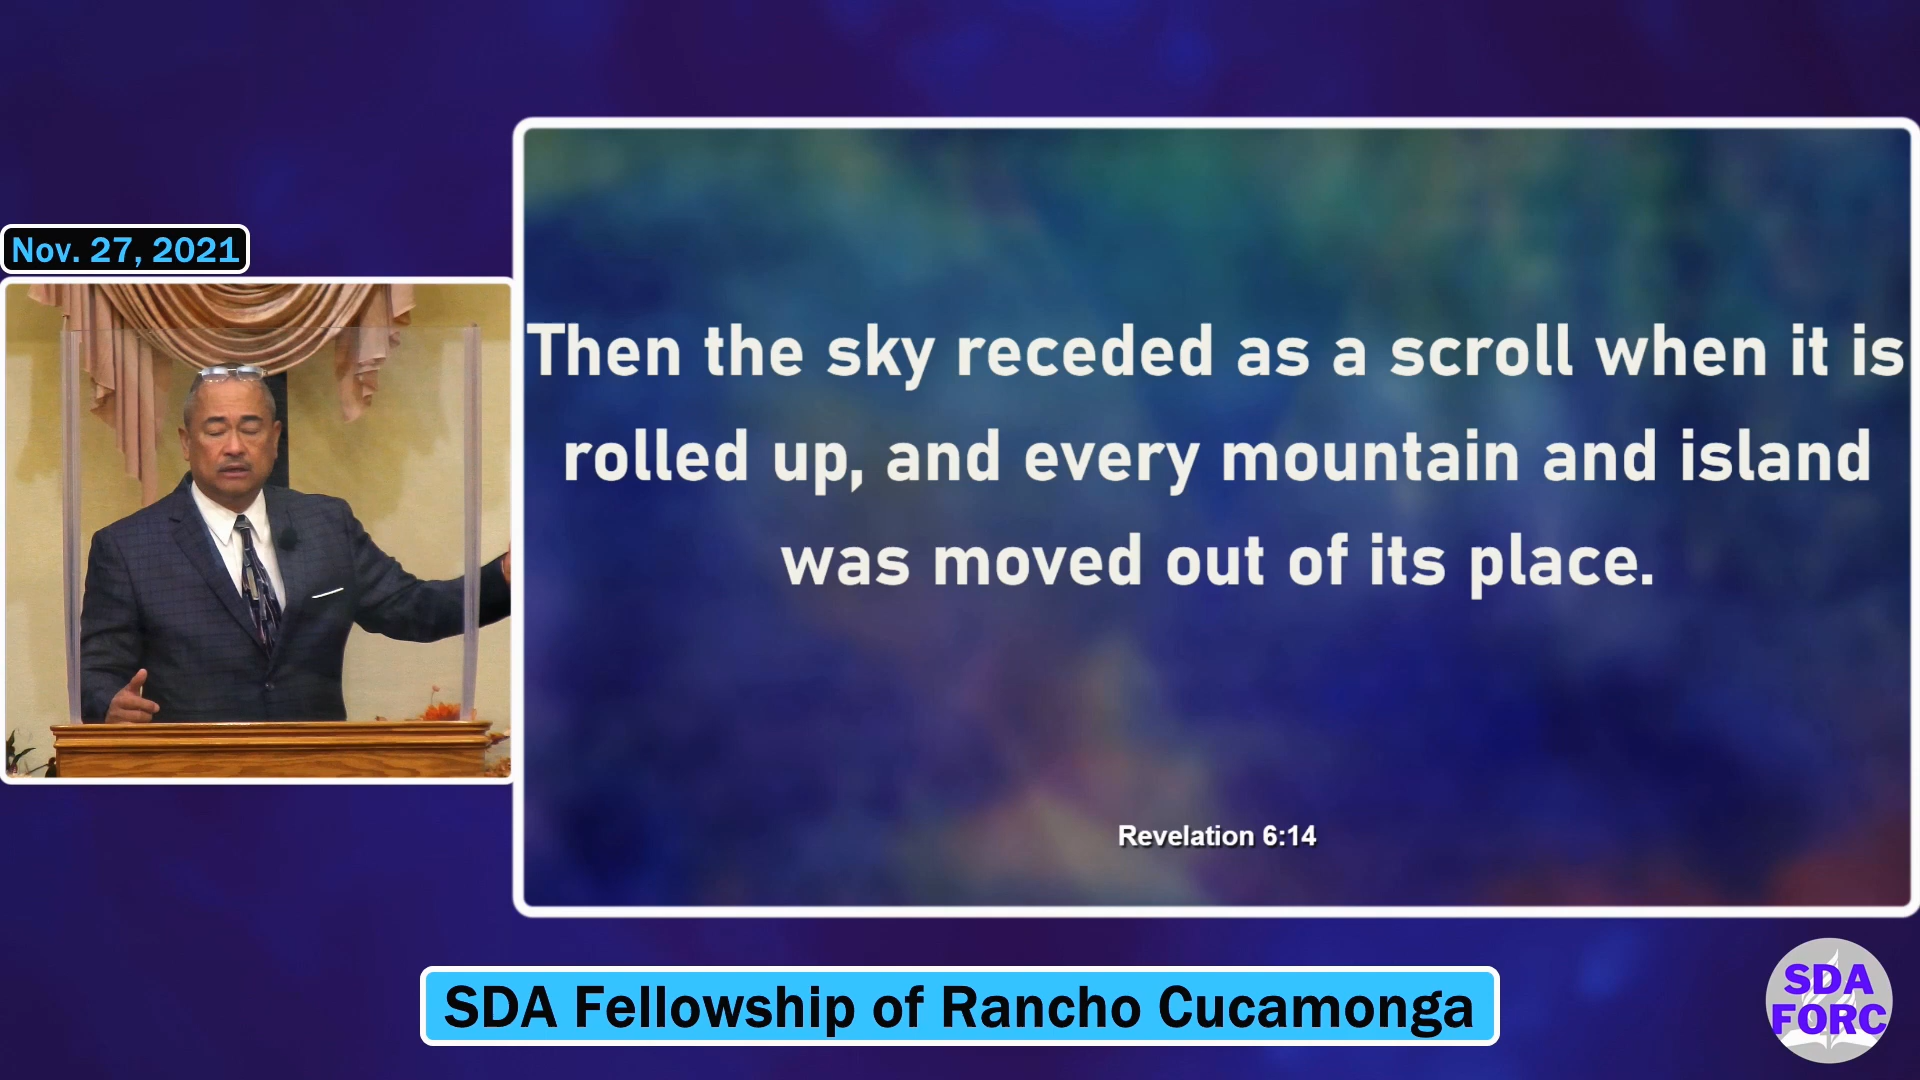 Nov. 27, 2021
Then the sky receded as a scroll when it is
rolled up, and every mountain and island
was moved out of its place.
Revelation 6:14
SDA Fellowship of Rancho Cucamonga
SDA
FORC